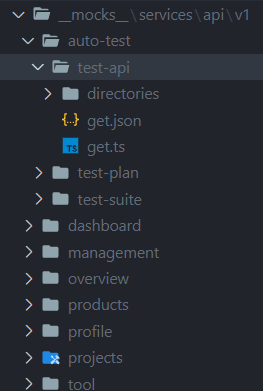 __mocks__\services\api\v1
auto-test
test-api
directories
{..} get.json
TS get.ts
test-plan
test-suite
dashboard
management
overview
products
profile
projects
tool